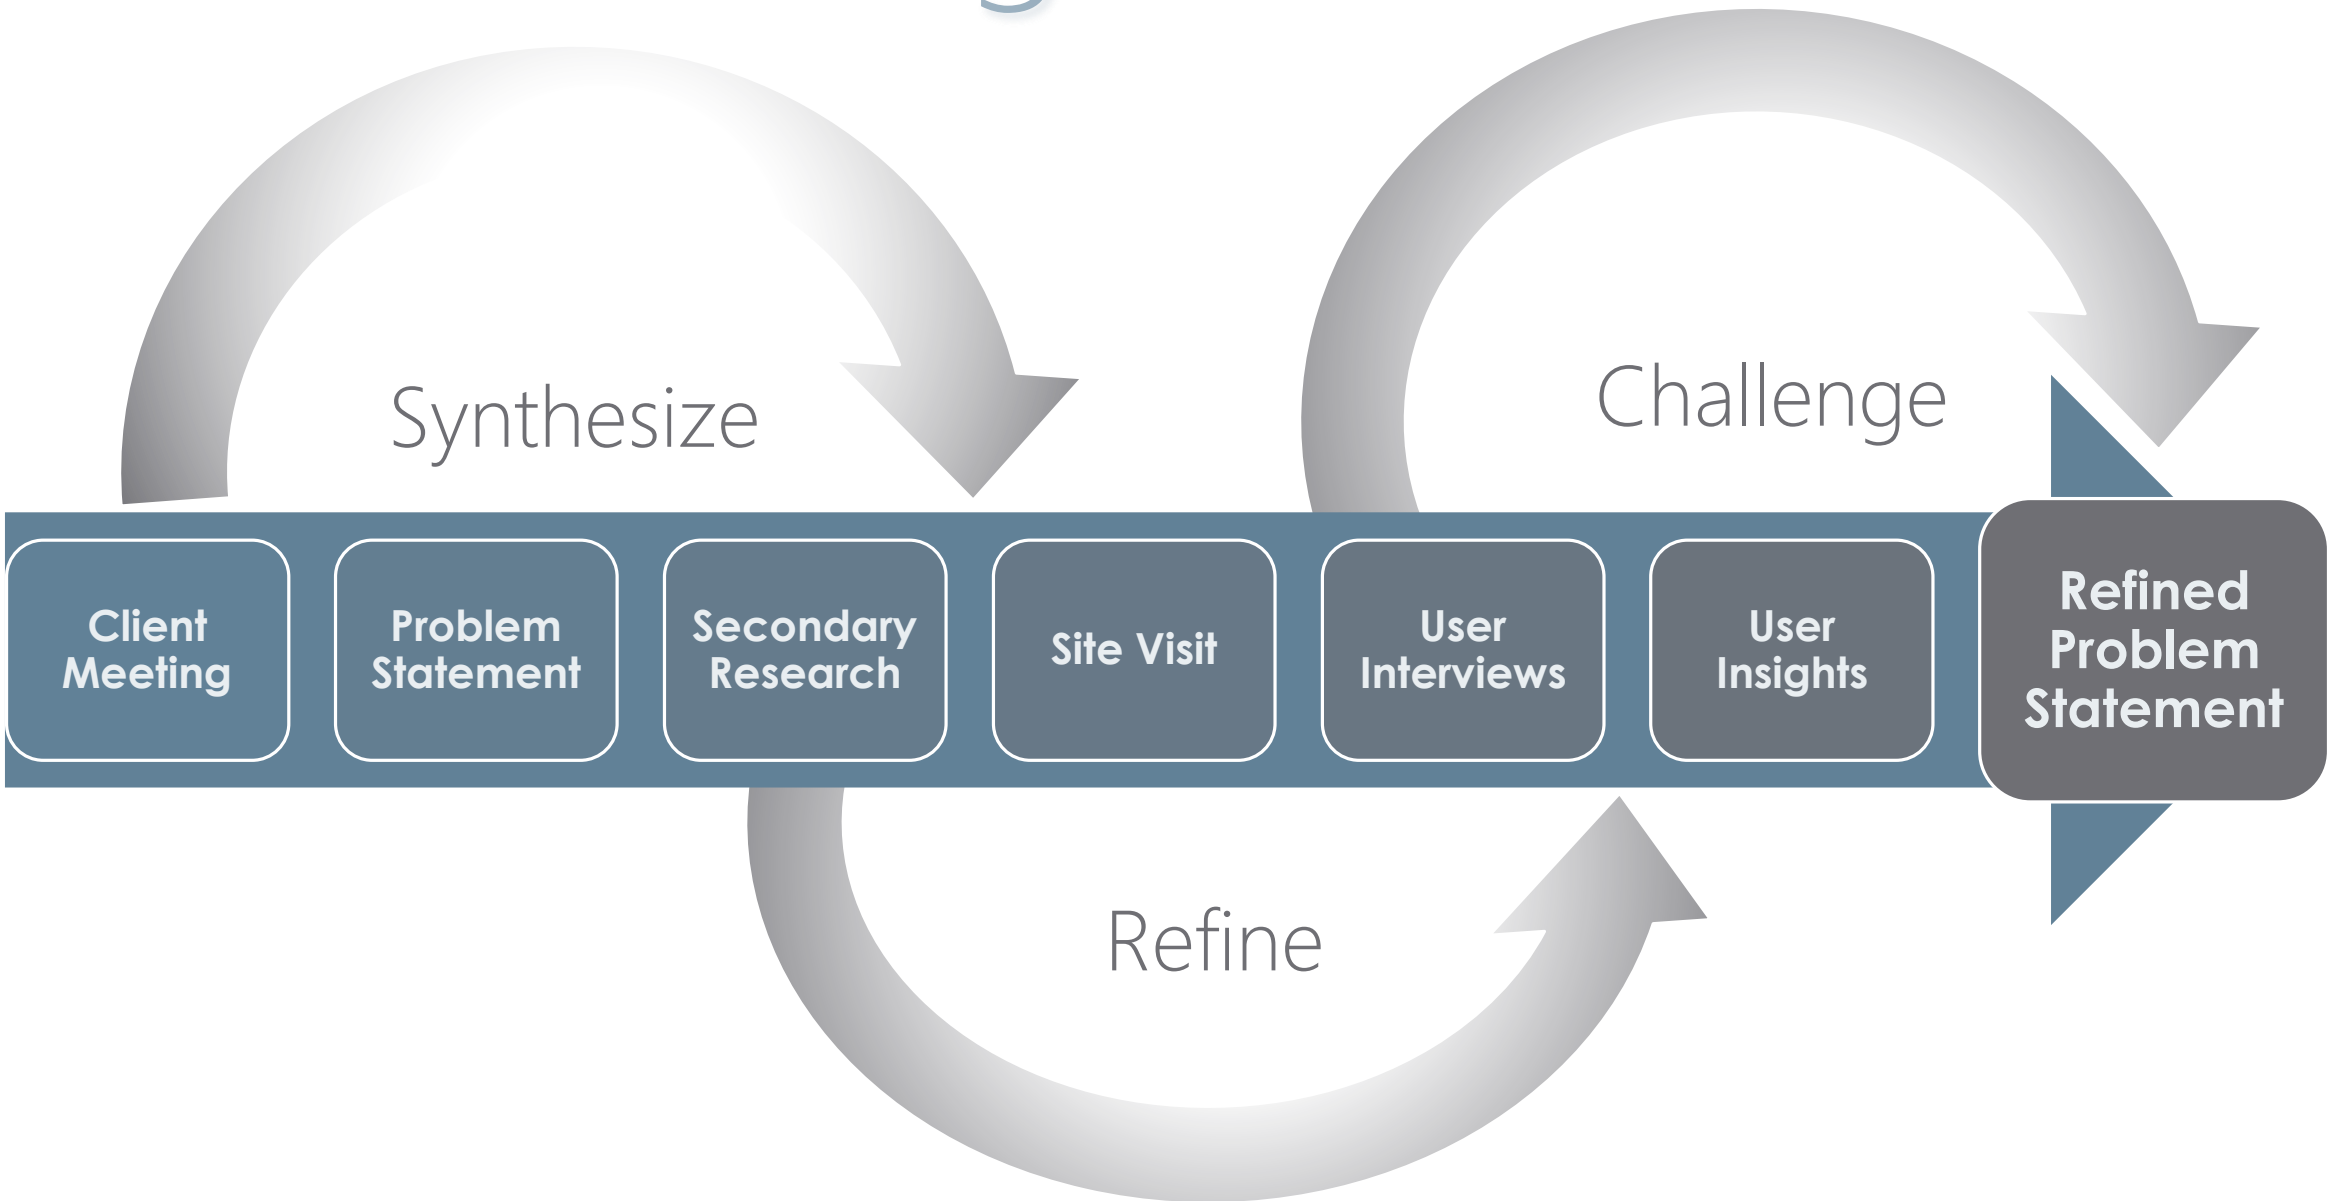 Synthesize
Challenge
Client
Meeting
Problem
Statement
Secondary
Research
Site Visit
User
Interviews
User
Insights
Refined
Problem
Statement
Refine